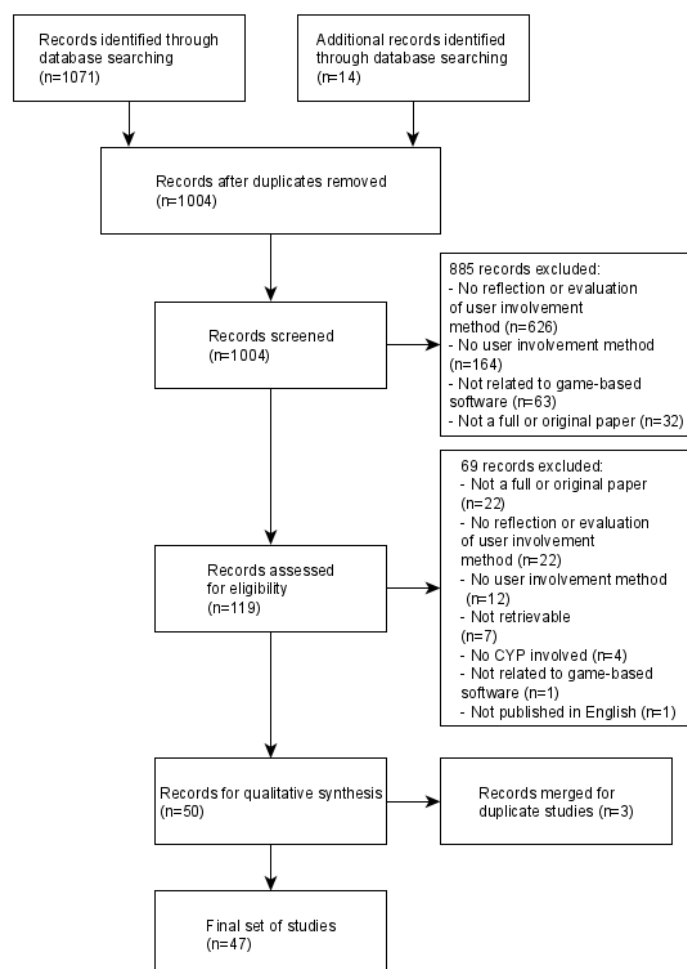 Records identified through
database searching
(n=1071)
Additional records identified
through database searching
(n=14)
Records after duplicates removed
(n=1004)
885 records excluded:
- No reflection or evaluation
of user involvement
method (n=626)
- No user involvement method
(n=164)
- Not related to game-based
software (n=63)
- Not a full or original paper (n=32)
Records screened
(n=1004)
69 records excluded:
- Not a full or original paper
(n=22)
- No reflection or evaluation
of user involvement
method (n=22)
- No user involvement method
(n=12)
- Not retrievable
(n=7)
- No CYP involved (n=4)
- Not related to game-based
software (n=1)
- Not published in English (n=1)
Records assessed
for eligibility
(n=119)
Records for qualitative synthesis
(n=50)
Records merged for
duplicate studies (n=3)
Final set of studies
(n=47)